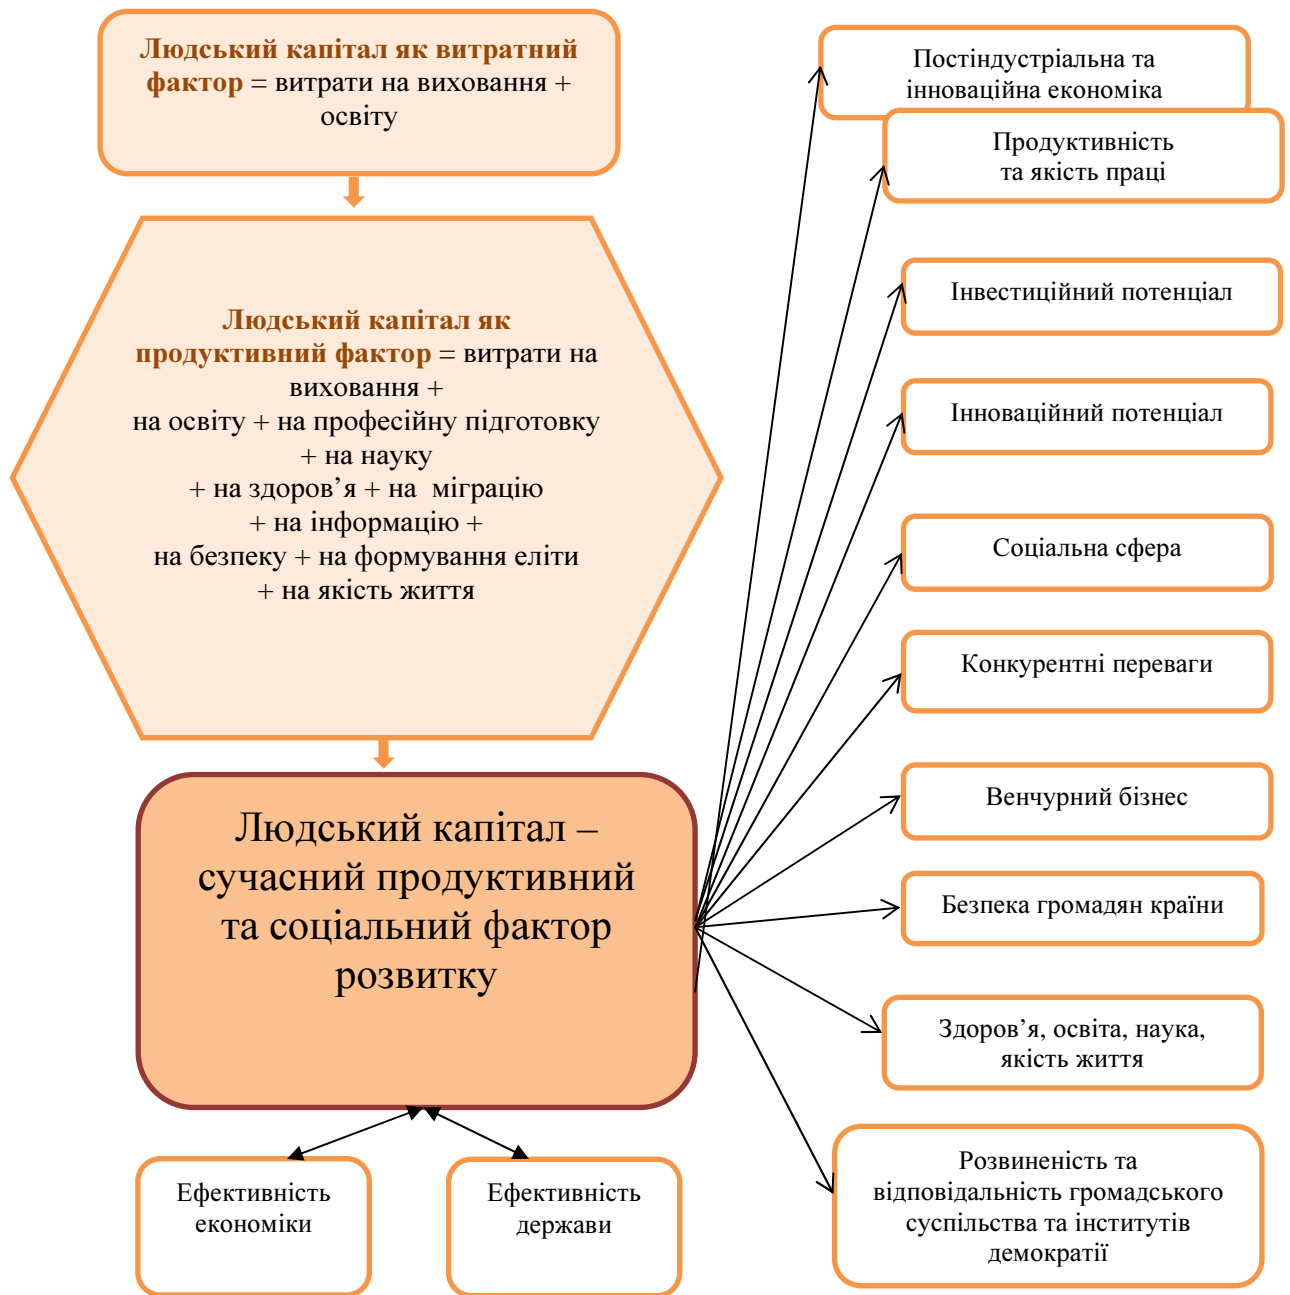 Людський капітал як витратний
фактор = витрати на виховання +
освіту
Людський капітал як
продуктивний фактор = витрати на
виховання +
на освіту + на професійну підготовку
+ на науку
+ на здоров’я + на міграцію
+ на інформацію +
на безпеку + на формування еліти
+ на якість життя
Людський капітал –
сучасний продуктивний
та соціальний фактор
розвитку
Ефективність
економіки
Ефективність
держави
Постіндустріальна та
інноваційна економіка
Продуктивність
та якість праці
Інвестиційний потенціал
Інноваційний потенціал
Соціальна сфера
Конкурентні переваги
Венчурний бізнес
Безпека громадян країни
Здоров’я, освіта, наука,
якість життя
Розвиненість та
відповідальність громадського
суспільства та інститутів
демократії